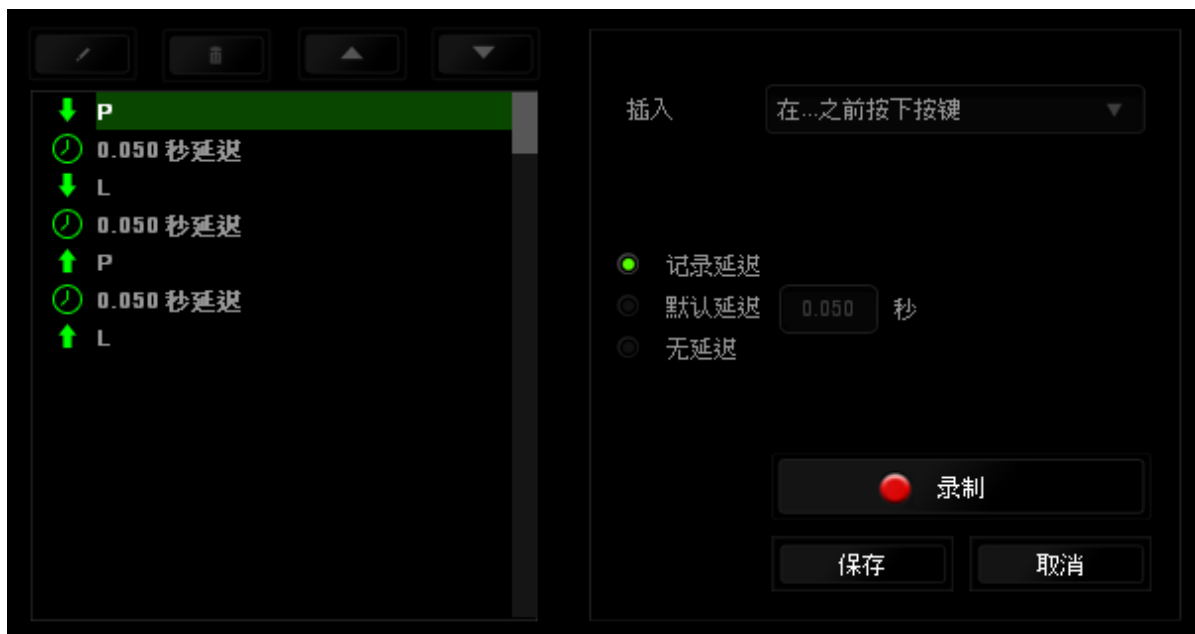 P
0.050 秒延迟
L
0.050 秒延迟
P
0.050 秒延迟
L
插入
在...之前按下按键
记录延迟
默认延迟 0.050 秒
无延迟
录制
保存 取消